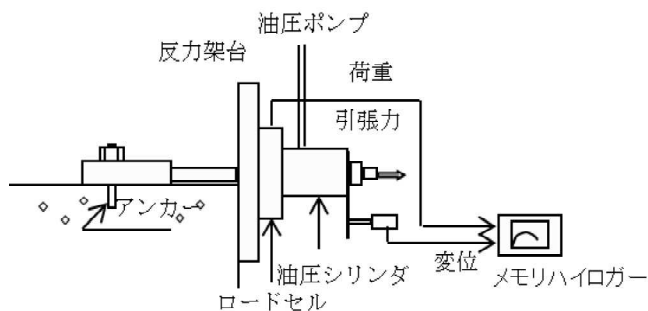 油圧ポンプ
反力架台
荷重
引張力
アンカー
油圧シリンダ
変位
メモリハイロガー
ロードセル